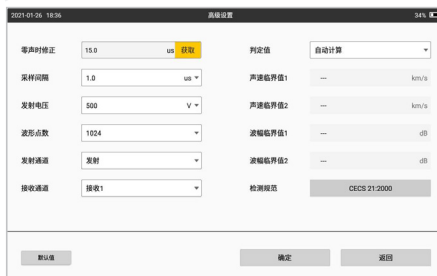 2021-01-26 18:36 高级设置 34%
零声时修正 15.0 us 获取 判定值 自动计算
采样间隔 1.0 us 声速临界值1 --- km/s
发射电压 500 V 声速临界值2 --- km/s
波形点数 1024 波幅临界值1 --- dB
发射通道 发射 波幅临界值2 --- dB
接收通道 接收1 检测规范 CECS 21:2000
默认值 确定 返回